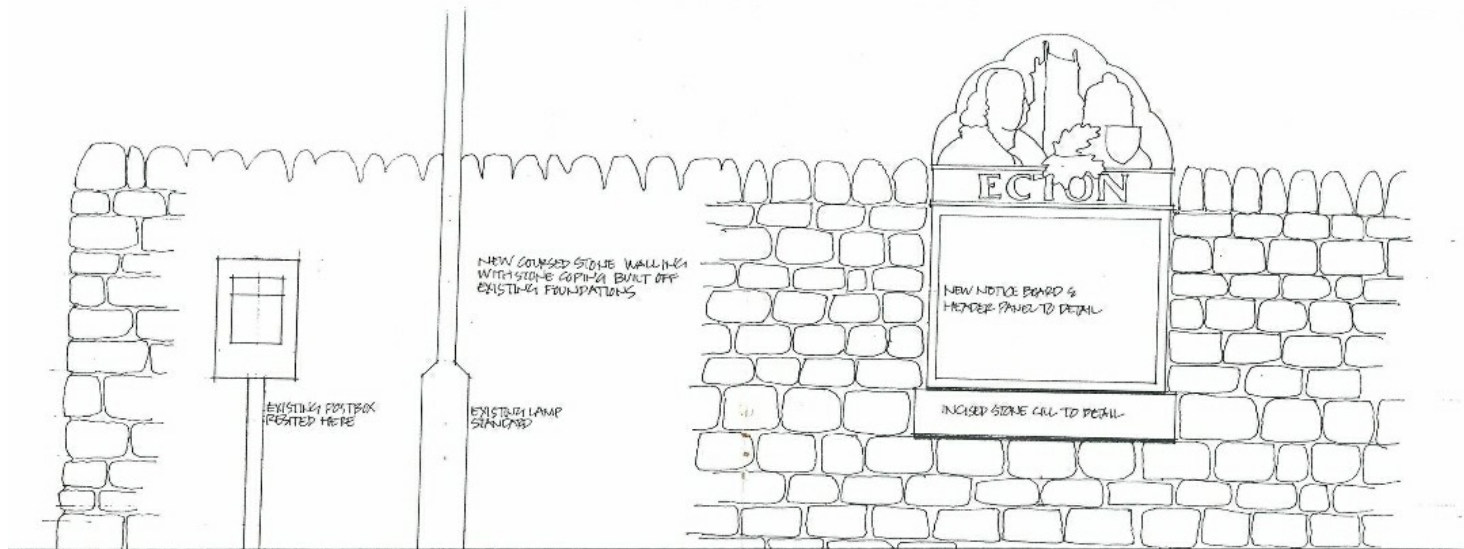 ECTON
NEW COURSED STONE WALLING
WITH STONE COPING BUILT OFF
EXISTING FOUNDATIONS
NEW NOTICE BOARD &
HEADER PANEL TO DETAIL
EXISTING POSTBOX
RESITED HERE
EXISTING LAMP
STANDARD
INCISED STONE CILL TO DETAIL